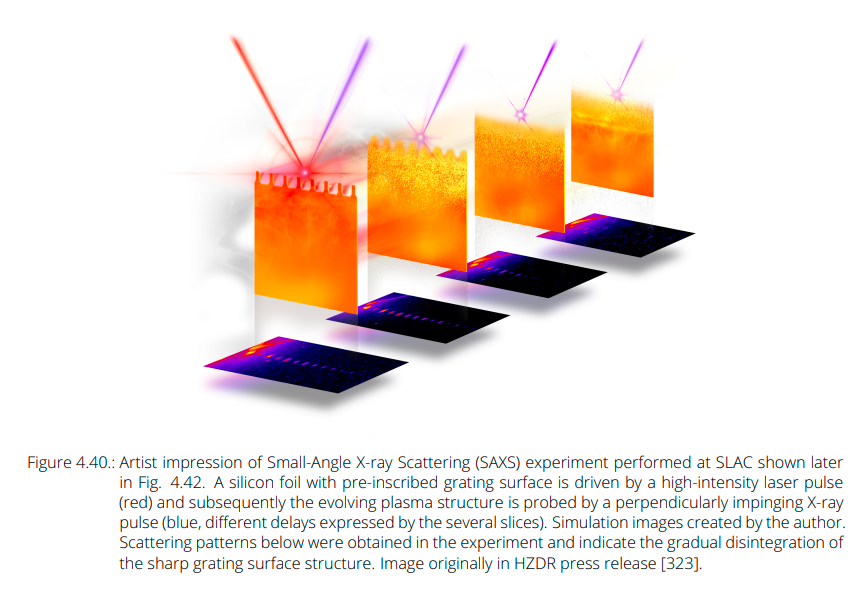 Figure 4.40.: Artist impression of Small-Angle X-ray Scattering (SAXS) experiment performed at SLAC shown later
in Fig. 4.42. A silicon foil with pre-inscribed grating surface is driven by a high-intensity laser pulse
(red) and subsequently the evolving plasma structure is probed by a perpendicularly impinging X-ray
pulse (blue, different delays expressed by the several slices). Simulation images created by the author.
Scattering patterns below were obtained in the experiment and indicate the gradual disintegration of
the sharp grating surface structure. Image originally in HZDR press release [323].